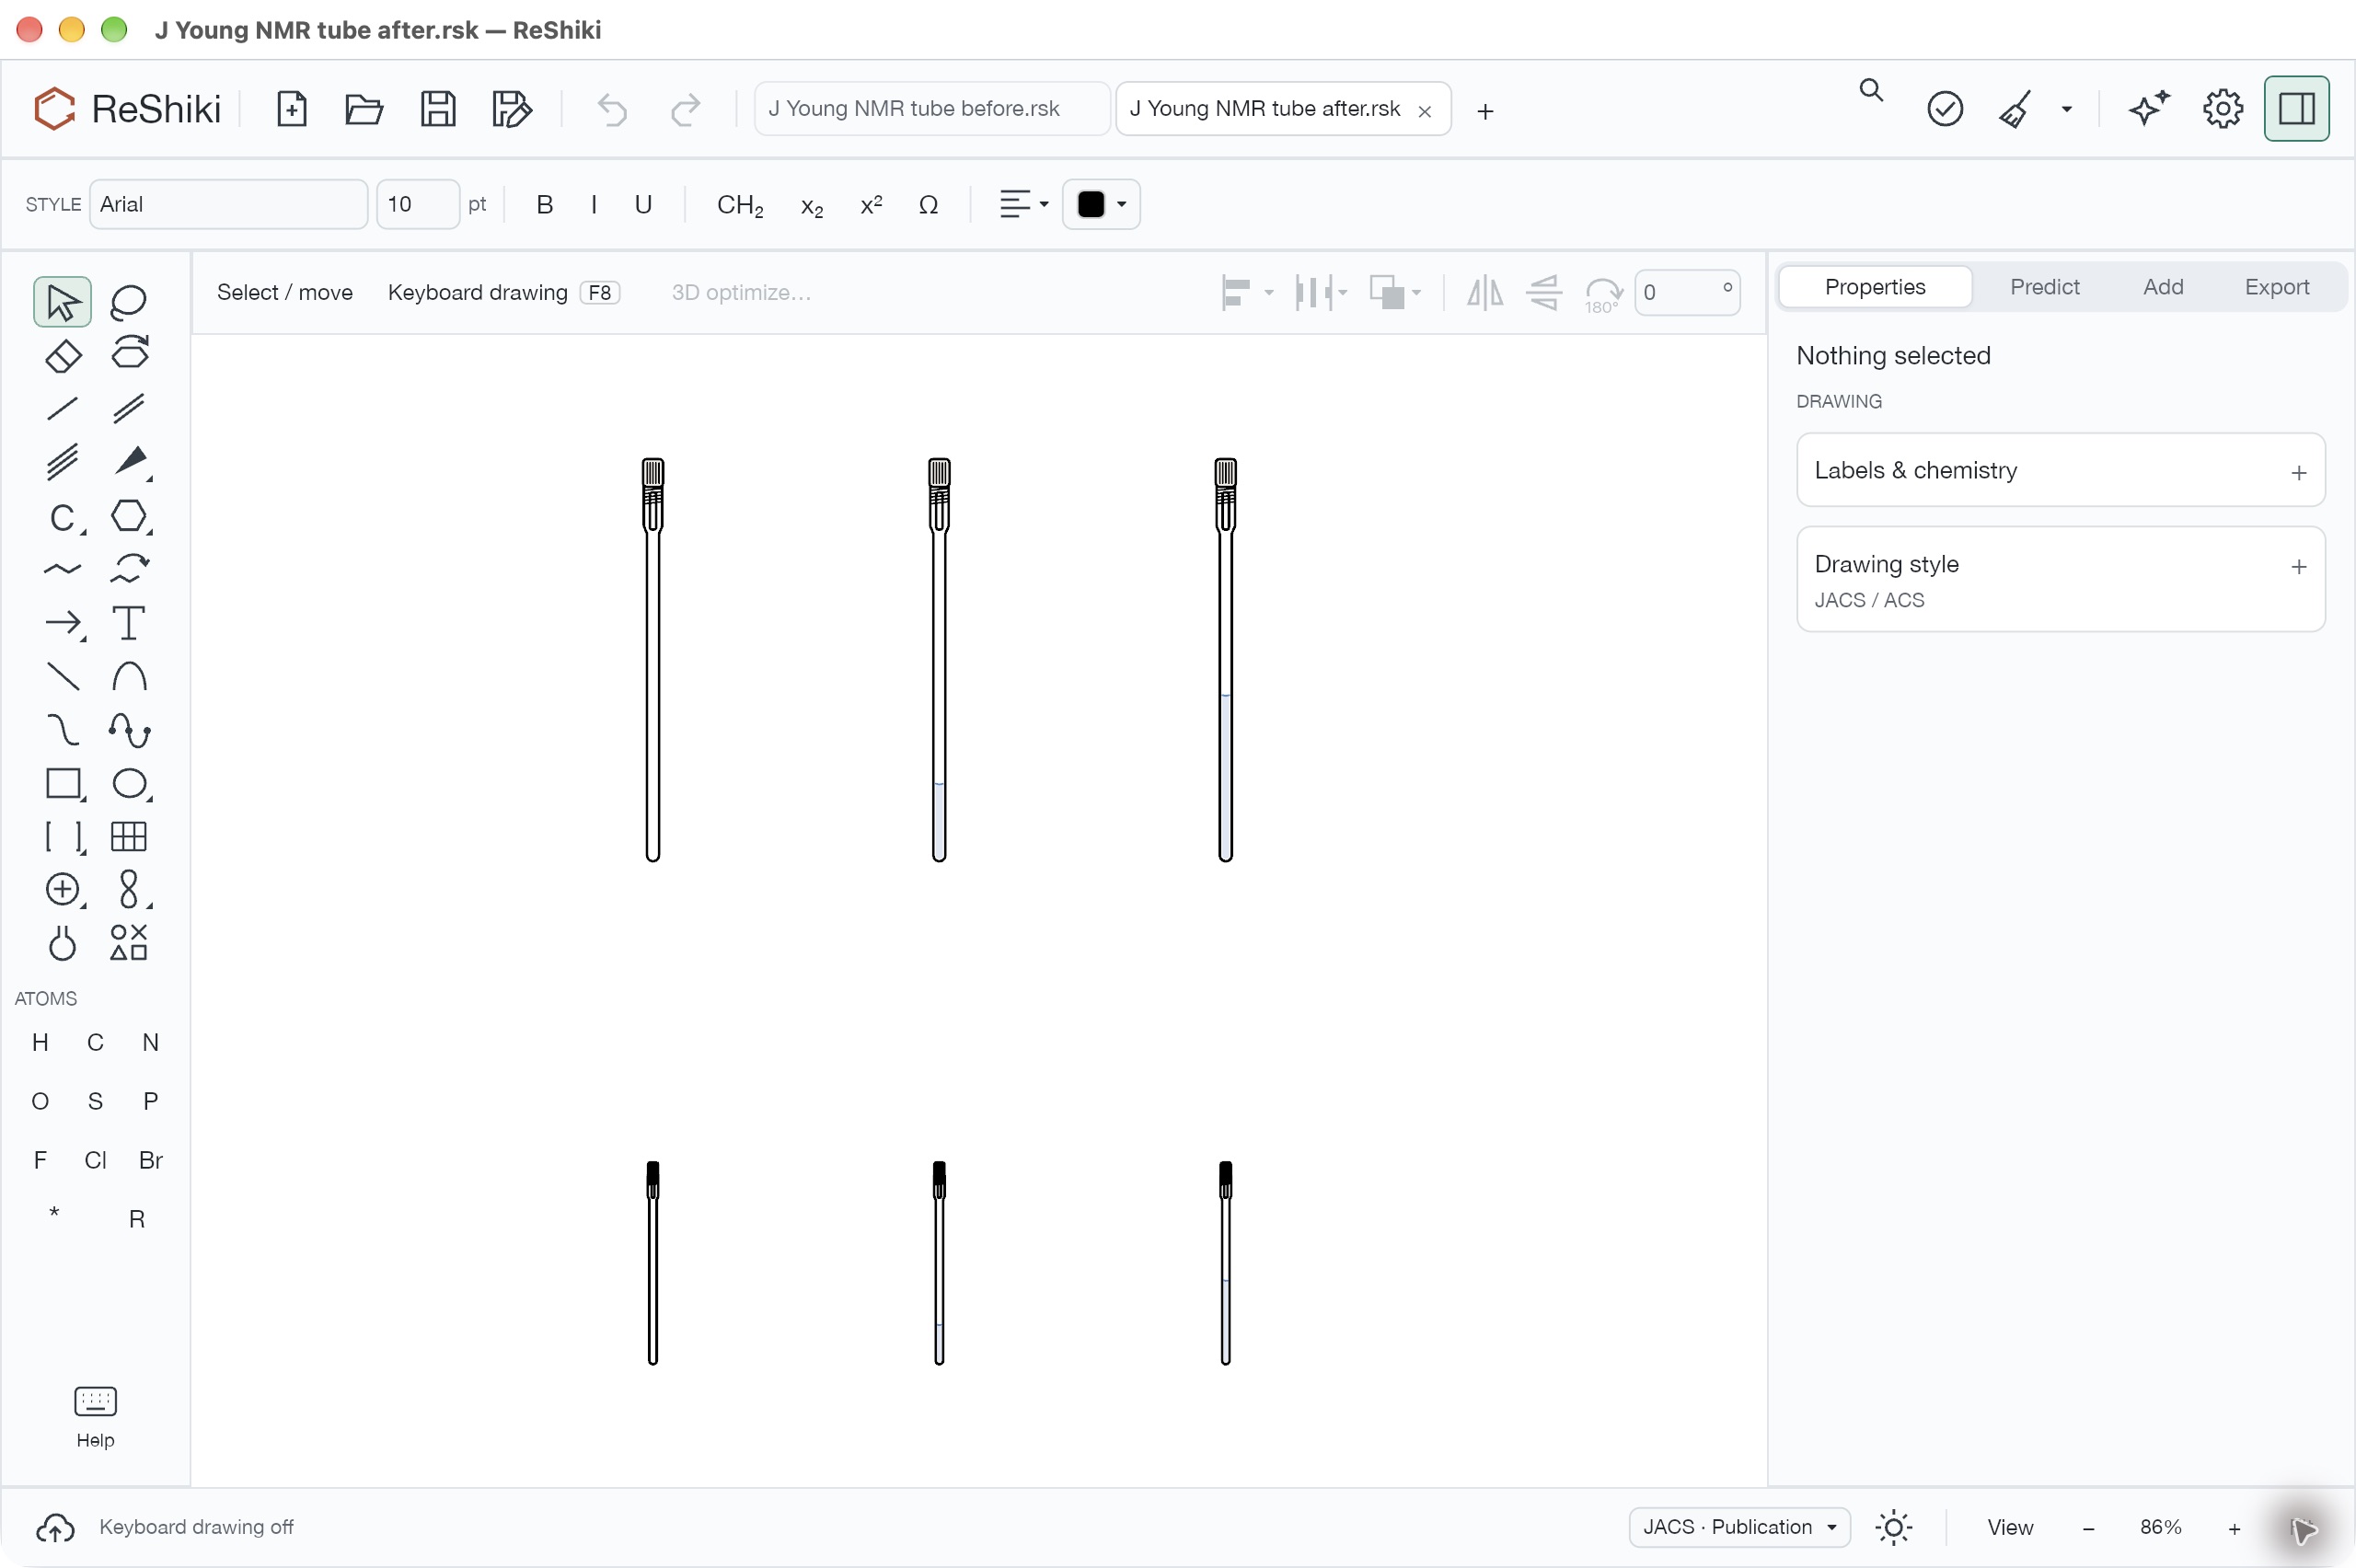 J Young NMR tube after.rsk — ReShiki
ReShiki
J Young NMR tube before.rsk
J Young NMR tube after.rsk ×
+
STYLE Arial 10 pt B I U CH₂ x₂ x² Ω
Select / move Keyboard drawing F8 3D optimize... 180° 0 °
Properties Predict Add Export
Nothing selected
DRAWING
Labels & chemistry +
Drawing style +
JACS / ACS
C
T
ATOMS
H C N
O S P
F Cl Br
* R
Help
Keyboard drawing off
JACS · Publication View − 86% +